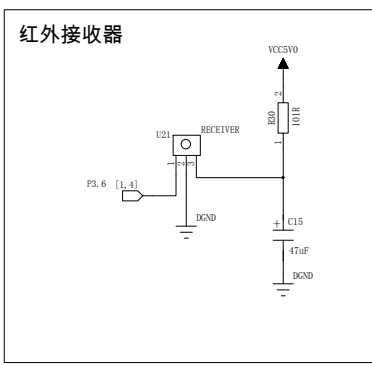 红外接收器
VCC5V0
2
R30
101R
1
U21
RECEIVER
1
2
3
P3.6 [1,4]
DGND
+
C15
47uF
DGND